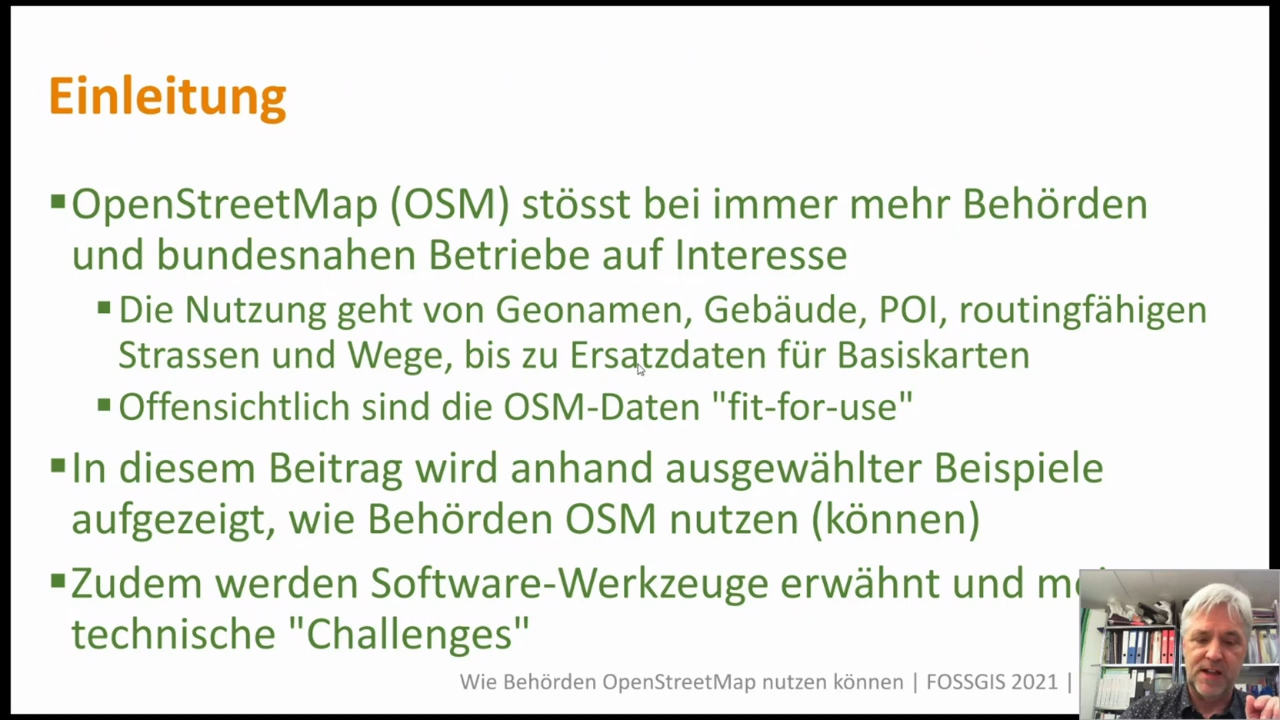 Einleitung
▪OpenStreetMap (OSM) stösst bei immer mehr Behörden
und bundesnahen Betriebe auf Interesse
▪Die Nutzung geht von Geonamen, Gebäude, POI, routingfähigen
Strassen und Wege, bis zu Ersatzdaten für Basiskarten
▪Offensichtlich sind die OSM-Daten "fit-for-use"
▪In diesem Beitrag wird anhand ausgewählter Beispiele
aufgezeigt, wie Behörden OSM nutzen (können)
▪Zudem werden Software-Werkzeuge erwähnt und
technische "Challenges"
Wie Behörden OpenStreetMap nutzen können | FOSSGIS 2021 |